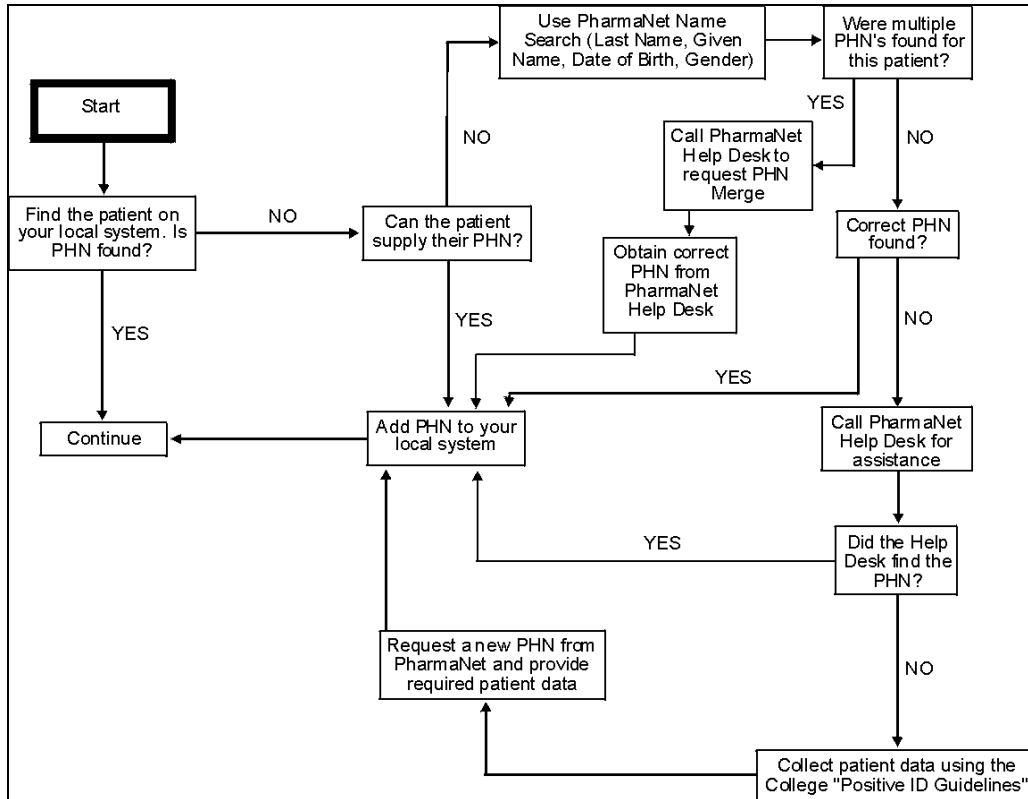 Start
Find the patient on
your local system. Is
PHN found?
NO
YES
Continue
Can the patient
supply their PHN?
NO
YES
Use PharmaNet Name
Search (Last Name, Given
Name, Date of Birth, Gender)
Were multiple
PHN's found for
this patient?
YES
NO
Call PharmaNet
Help Desk to
request PHN
Merge
Obtain correct
PHN from
PharmaNet
Help Desk
Correct PHN
found?
YES
NO
Add PHN to your
local system
Call PharmaNet
Help Desk for
assistance
Did the Help
Desk find the
PHN?
YES
NO
Request a new PHN from
PharmaNet and provide
required patient data
Collect patient data using the
College "Positive ID Guidelines"